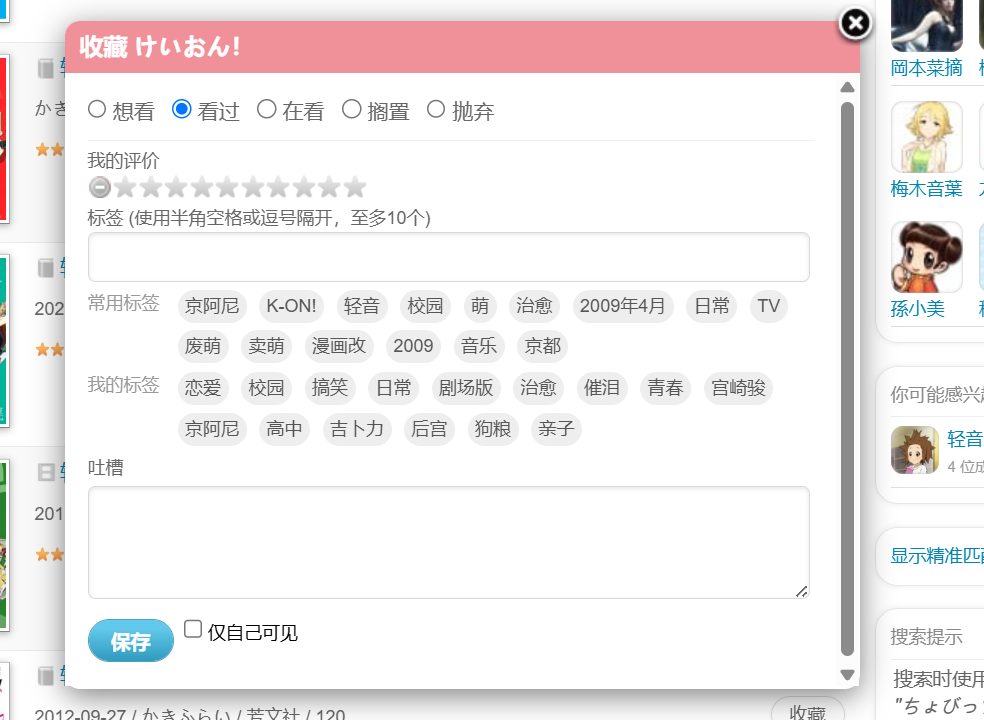 收藏 けいおん!
想看 看过 在看 搁置 抛弃
我的评价
标签 (使用半角空格或逗号隔开，至多10个)
常用标签 京阿尼 K-ON! 轻音 校园 萌 治愈 2009年4月 日常 TV
废萌 卖萌 漫画改 2009 音乐 京都
我的标签 恋爱 校园 搞笑 日常 剧场版 治愈 催泪 青春 宫崎骏
京阿尼 高中 吉卜力 后宫 狗粮 亲子
吐槽
保存 仅自己可见
かき
202
201
2012-09-27 / かきふらい / 芳文社 / 120
收藏
岡本菜摘
梅木音葉
孫小美
你可能感兴
轻音
4 位成
显示精准匹配
搜索提示
搜索时使用
"ちょびっ